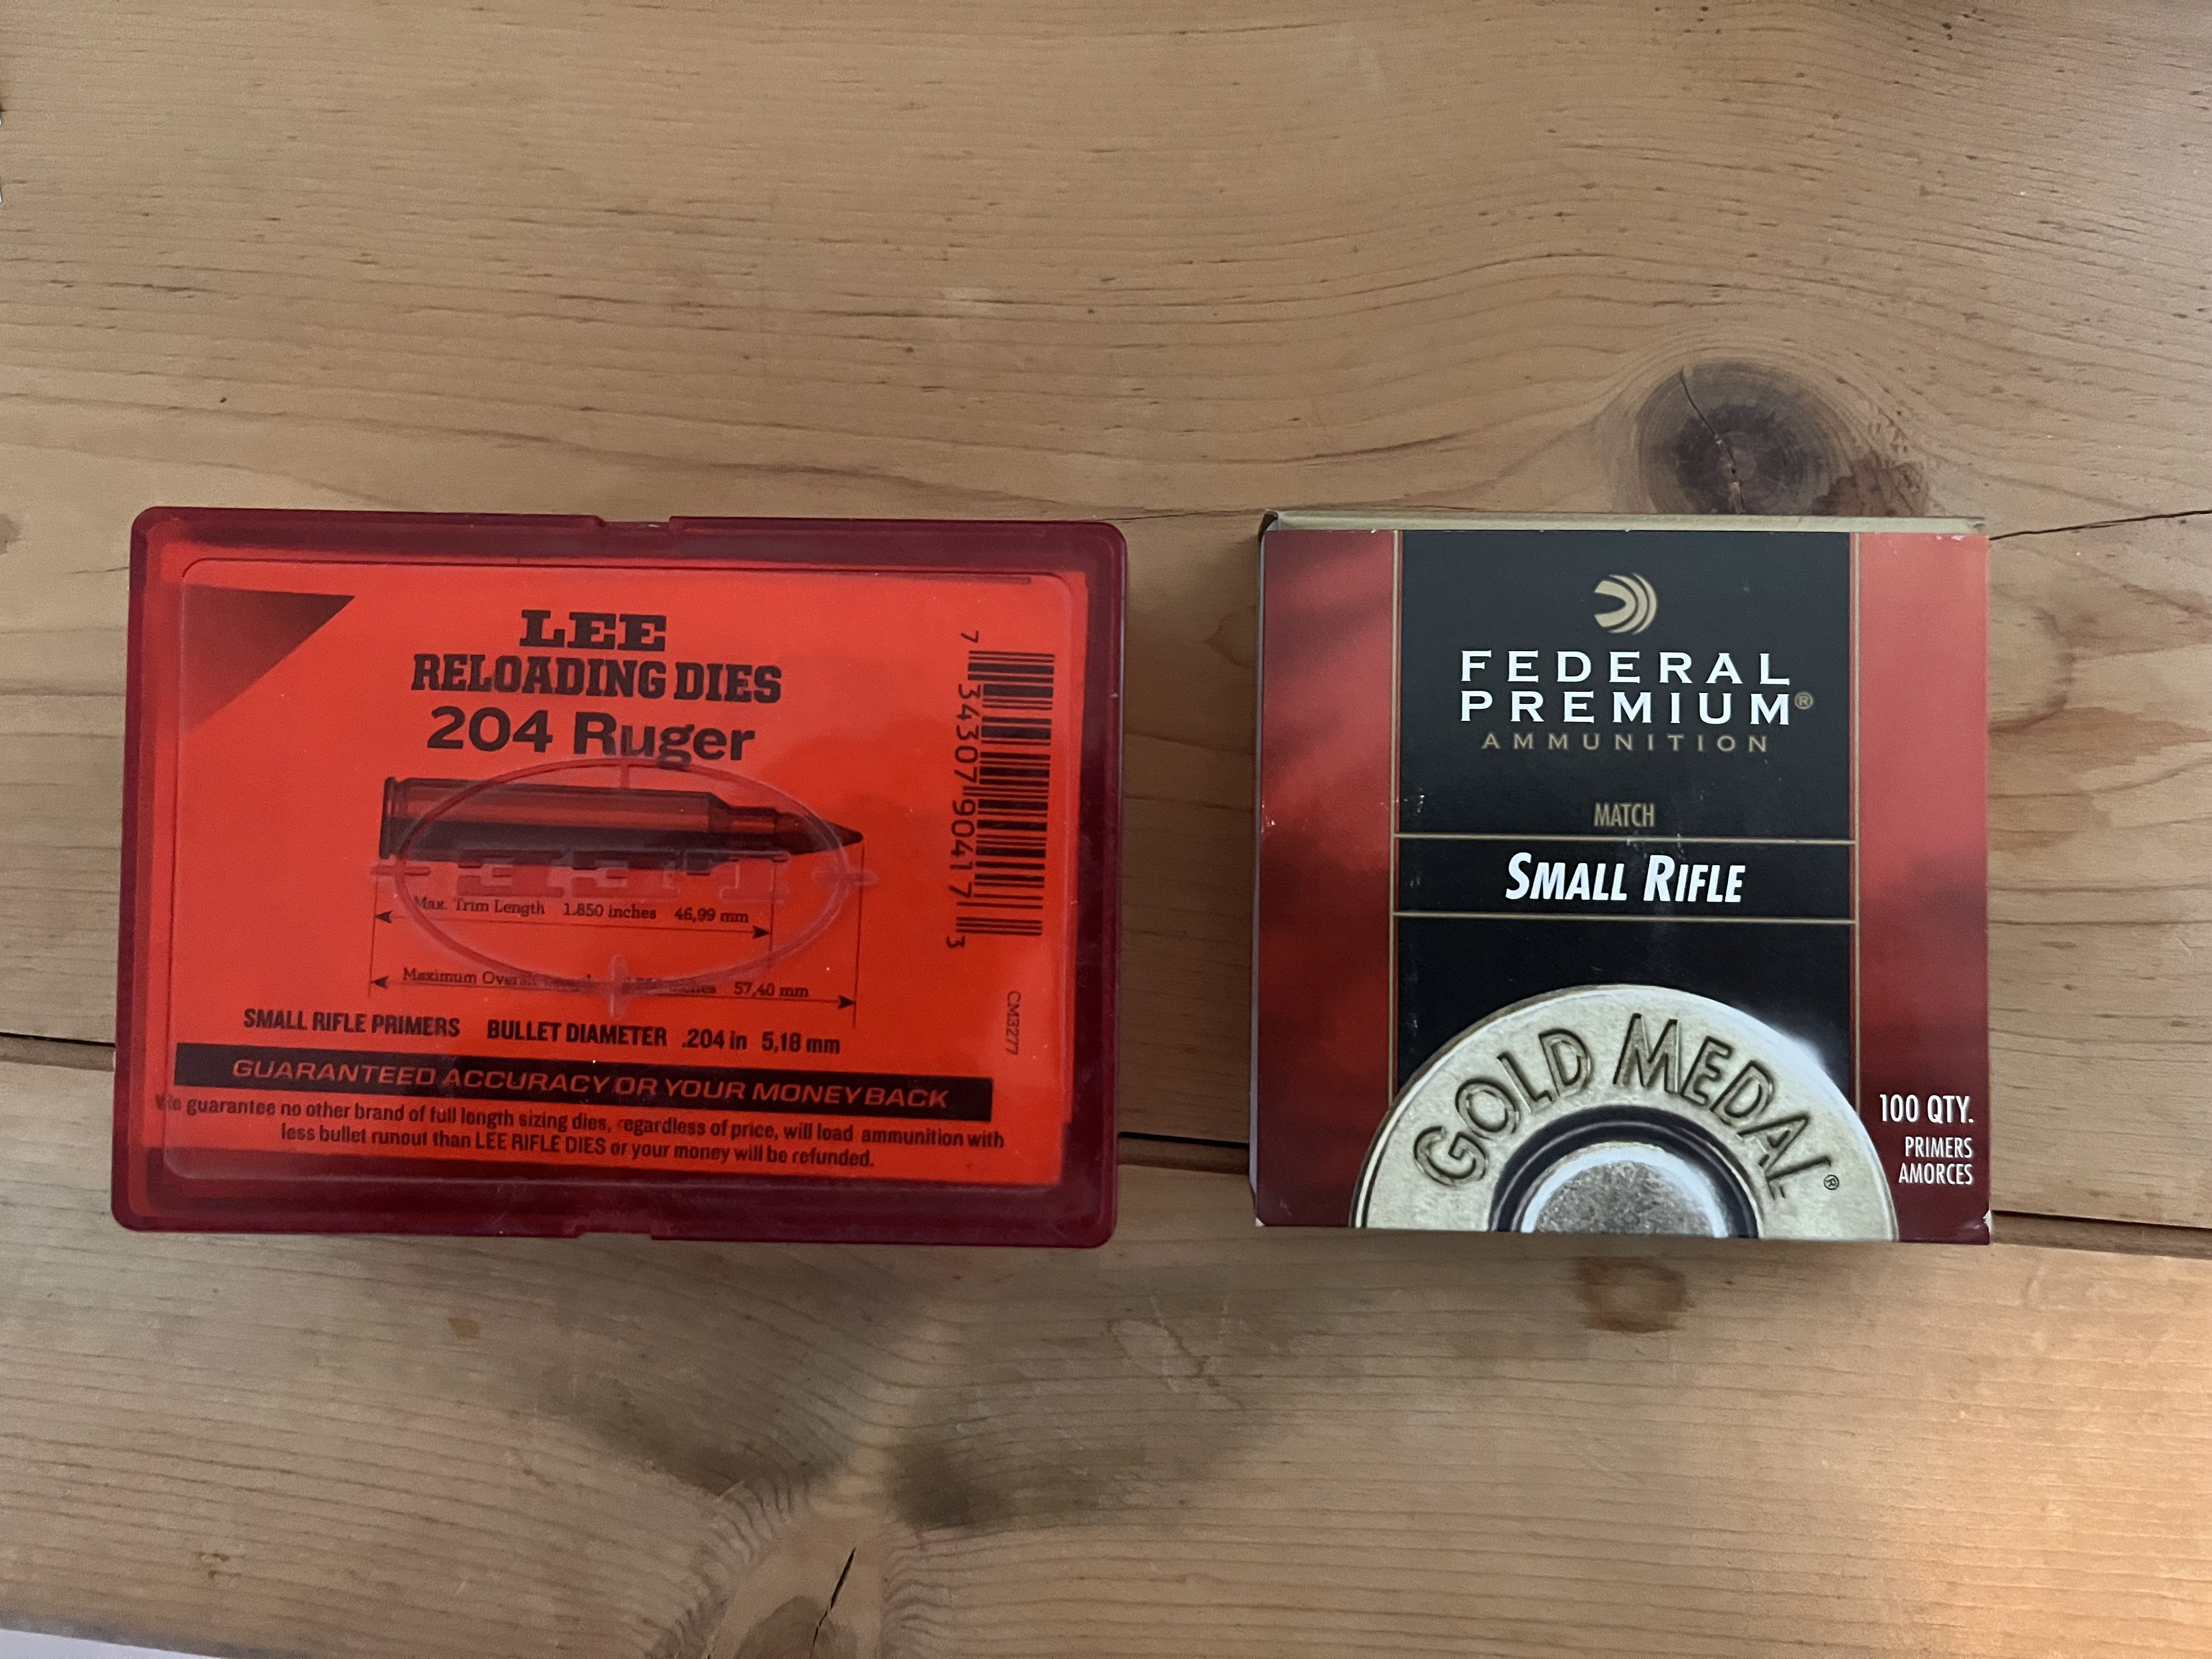 LEE
RELOADING DIES
204 Ruger
Max. Trim Length 1.850 inches 46,99 mm
Maximum 57,40 mm
SMALL RIFLE PRIMERS BULLET DIAMETER .204 in 5,18 mm
GUARANTEED ACCURACY OR YOUR MONEY BACK
We guarantee no other brand of full length sizing dies, regardless of price, will load ammunition with
less bullet runout than LEE RIFLE DIES or your money will be refunded.
7 34307 90417 3
CM3277
LEE
FEDERAL
PREMIUM®
AMMUNITION
MATCH
SMALL RIFLE
GOLD MEDAL®
100 QTY.
PRIMERS
AMORCES